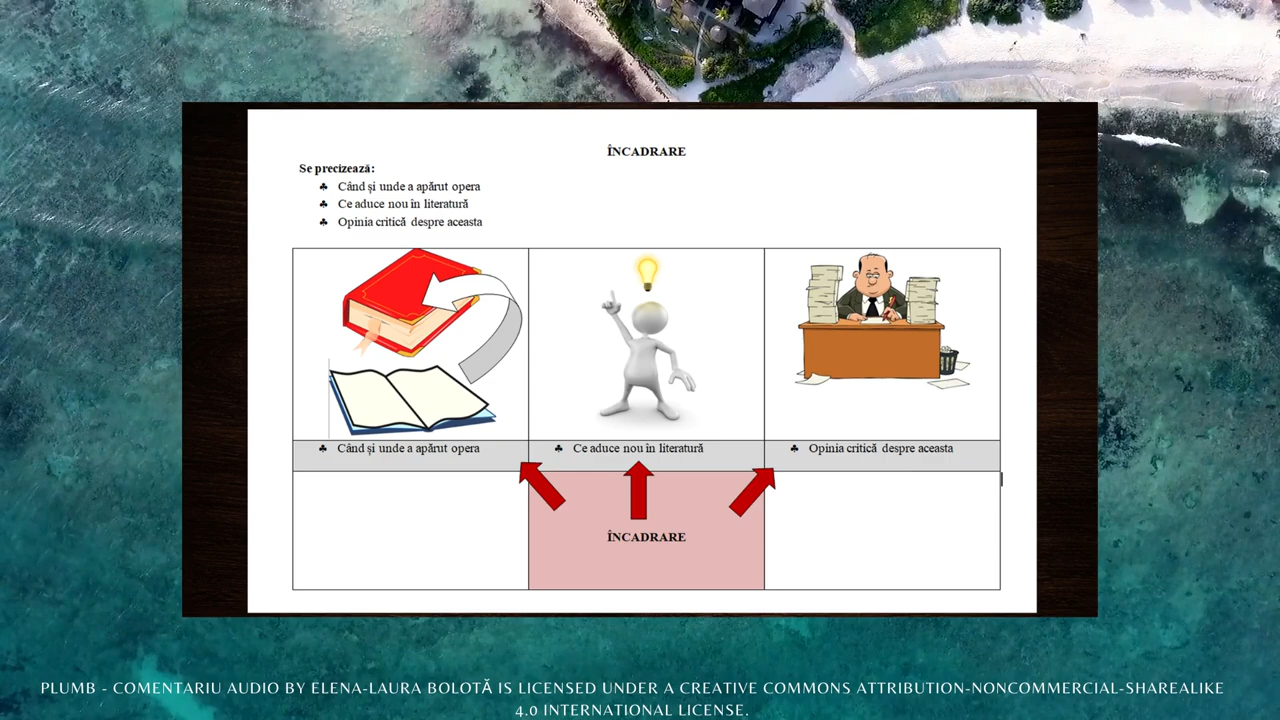 ÎNCADRARE
Se precizează:
♣ Când și unde a apărut opera
♣ Ce aduce nou în literatură
♣ Opinia critică despre aceasta
♣ Când și unde a apărut opera
♣ Ce aduce nou în literatură
♣ Opinia critică despre aceasta
ÎNCADRARE
PLUMB - COMENTARIU AUDIO BY ELENA-LAURA BOLOTĂ IS LICENSED UNDER A CREATIVE COMMONS ATTRIBUTION-NONCOMMERCIAL-SHAREALIKE
4.0 INTERNATIONAL LICENSE.